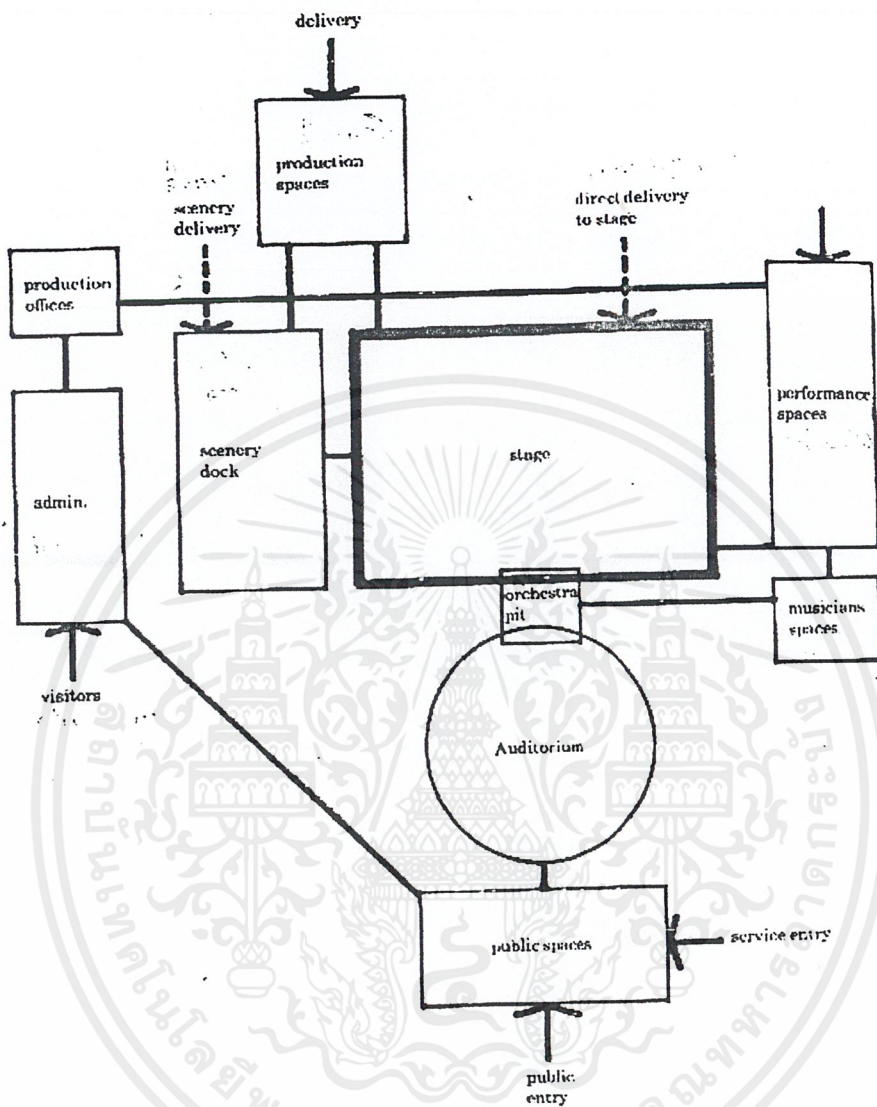 delivery
production
spaces
scenery
delivery
direct delivery
to stage
production
offices
performance
spaces
scenery
dock
stage
admin.
orchestra
pit
musicians
spaces
visitors
Auditorium
public spaces
service entry
public
entry